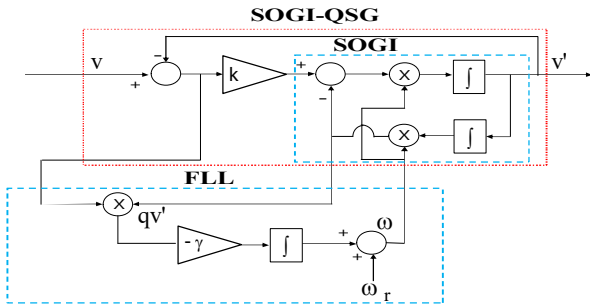 SOGI-QSG
SOGI
v
-
+
k
+
-
x
∫
v'
x
∫
FLL
x
qv'
- γ
∫
+
+
ω
ω r